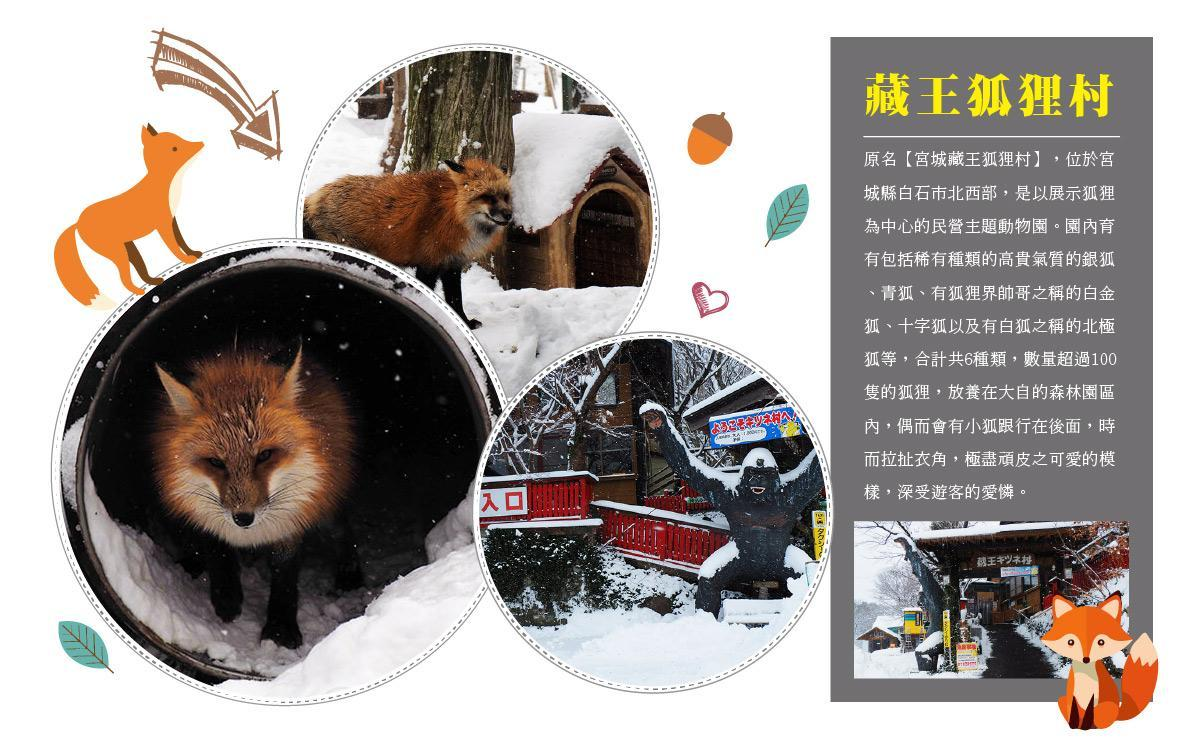 藏王狐狸村
原名【宮城藏王狐狸村】，位於宮
城縣白石市北西部，是以展示狐狸
為中心的民營主題動物園。園內育
有包括稀有種類的高貴氣質的銀狐
、青狐、有狐狸界帥哥之稱的白金
狐、十字狐以及有白狐之稱的北極
狐等，合計共6種類，數量超過100
隻的狐狸，放養在大自的森林園區
內，偶而會有小狐跟行在後面，時
而拉扯衣角，極盡頑皮之可愛的模
樣，深受遊客的愛憐。
ようこそキツネ村へ
入口
蔵王キツネ村